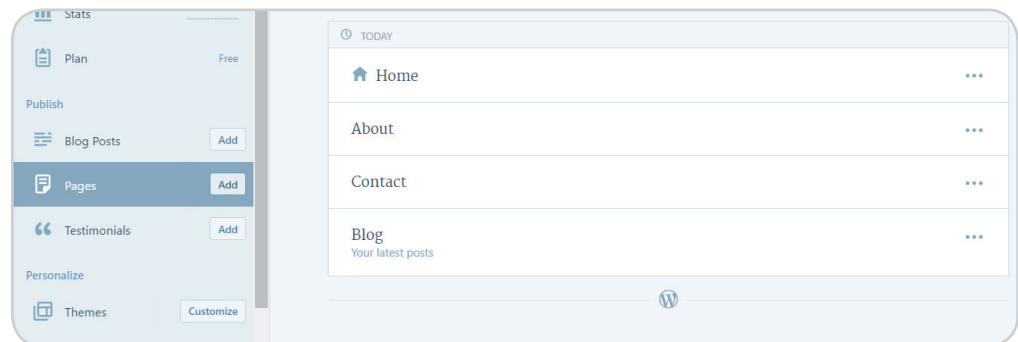 Stats
Plan Free
Publish
Blog Posts Add
Pages Add
Testimonials Add
Personalize
Themes Customize
TODAY
Home
About
Contact
Blog
Your latest posts